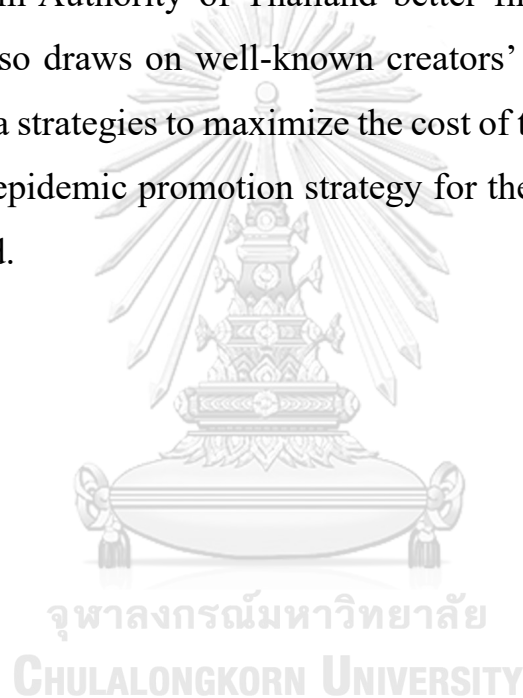 Authority of Thailand better
so draws on well-known creators'
a strategies to maximize the cost of t
epidemic promotion strategy for the
จุฬาลงกรณ์มหาวิทยาลัย
CHULALONGKORN UNIVERSITY